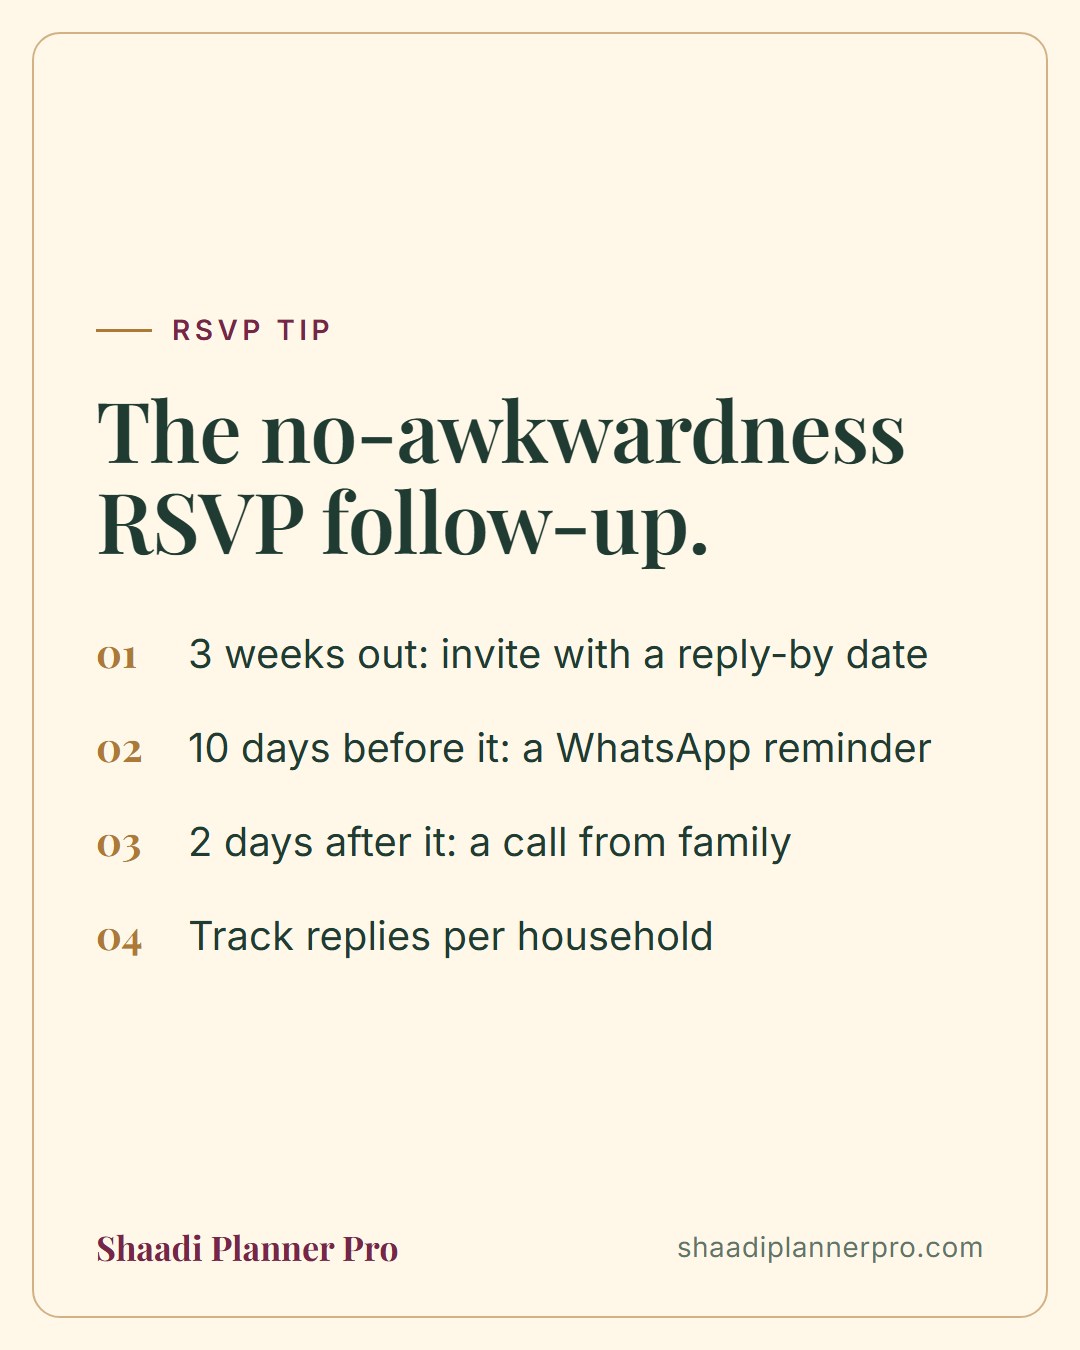 RSVP TIP
The no-awkwardness
RSVP follow-up.
01 3 weeks out: invite with a reply-by date
02 10 days before it: a WhatsApp reminder
03 2 days after it: a call from family
04 Track replies per household
Shaadi Planner Pro
shaadiplannerpro.com